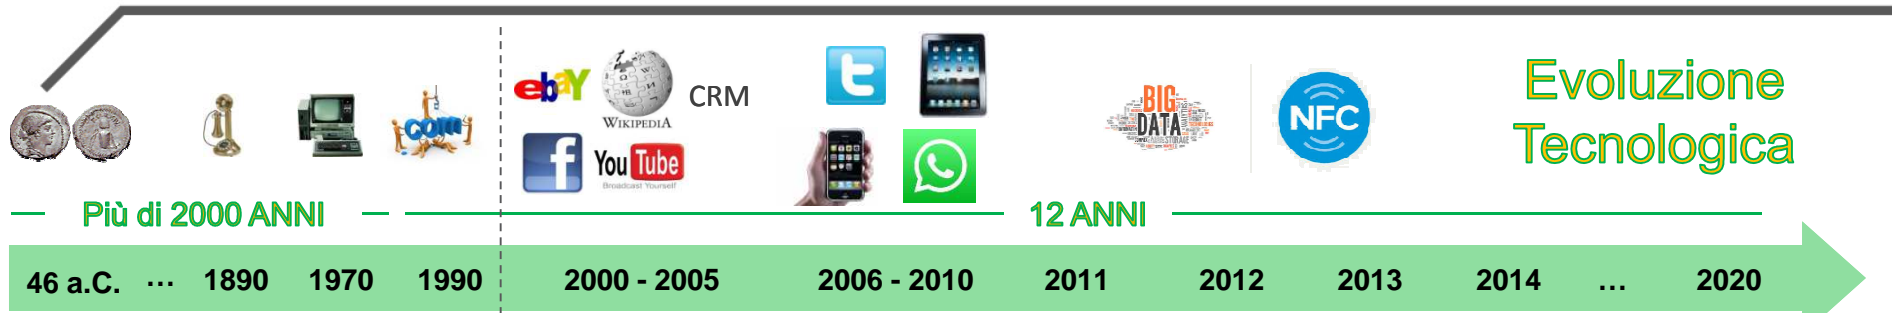 Evoluzione
Tecnologica
ebaY
WIKIPEDIA
CRM
f
You Tube
Broadcast Yourself
com
t
BIG
DATA
STORAGE
NFC
Più di 2000 ANNI
12 ANNI
46 a.C. ... 1890 1970 1990 2000 - 2005 2006 - 2010 2011 2012 2013 2014 ... 2020